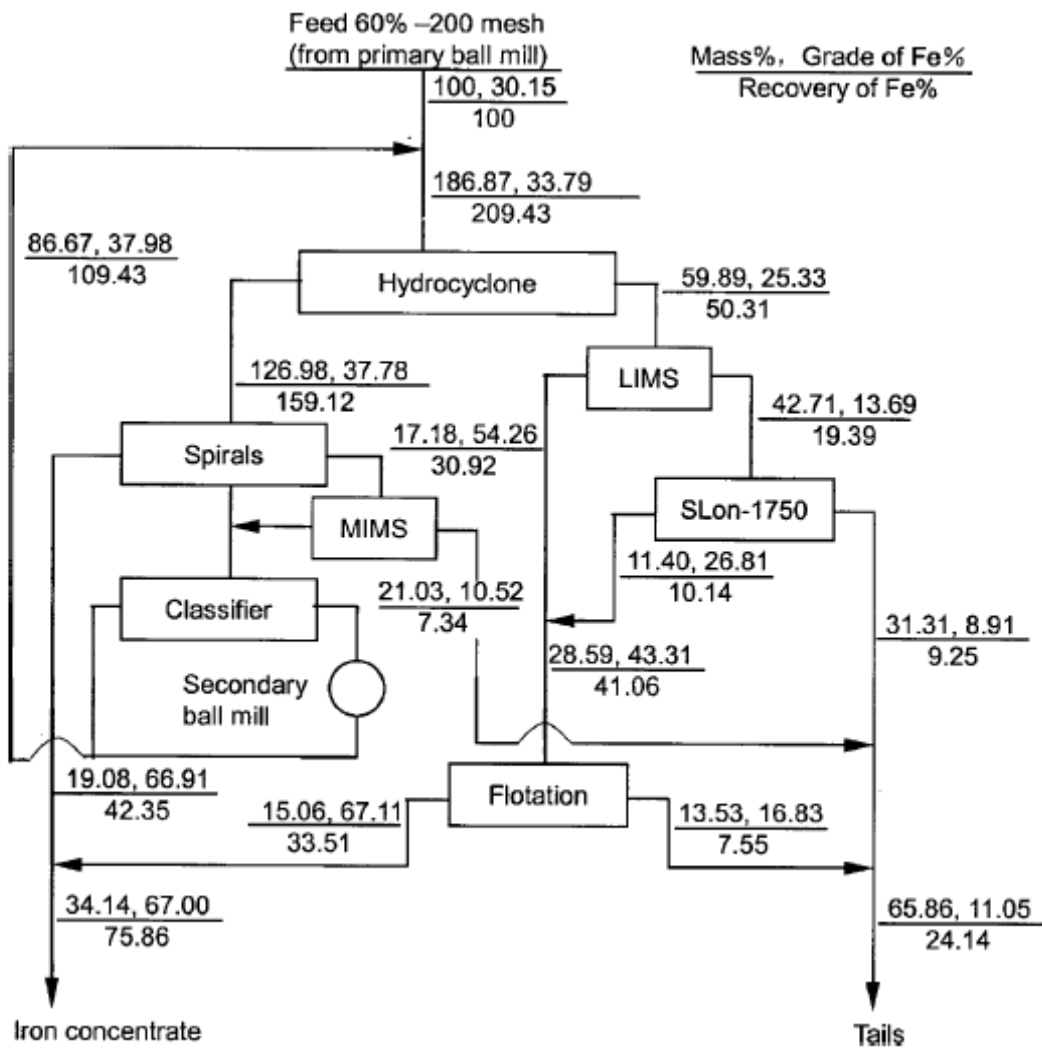 Feed 60% –200 mesh
(from primary ball mill)
Mass%, Grade of Fe%
Recovery of Fe%
100, 30.15
100
186.87, 33.79
209.43
86.67, 37.98
109.43
Hydrocyclone
59.89, 25.33
50.31
LIMS
126.98, 37.78
159.12
42.71, 13.69
19.39
17.18, 54.26
30.92
Spirals
SLon-1750
MIMS
11.40, 26.81
10.14
21.03, 10.52
7.34
Classifier
31.31, 8.91
9.25
28.59, 43.31
41.06
Secondary
ball mill
19.08, 66.91
42.35
Flotation
15.06, 67.11
33.51
13.53, 16.83
7.55
34.14, 67.00
75.86
65.86, 11.05
24.14
Iron concentrate
Tails